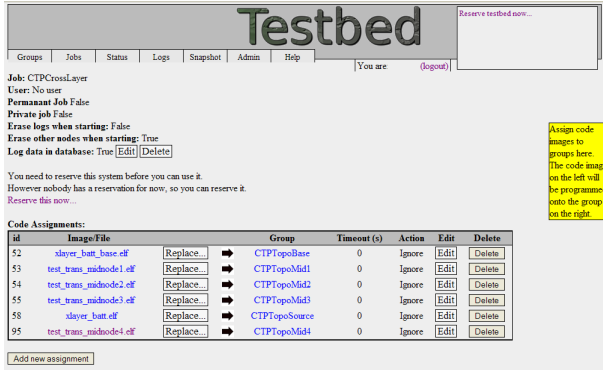 Testbed
Reserve testbed now...
Groups Jobs Status Logs Snapshot Admin Help
You are: (logout)
Job: CTPCrossLayer
User: No user
Permanant Job False
Private job False
Erase logs when starting: False
Erase other nodes when starting: True
Log data in database: True Edit Delete
Assign code
images to
groups here.
The code imag
on the left will
be programme
onto the group
on the right.
You need to reserve this system before you can use it.
However nobody has a reservation for now, so you can reserve it.
Reserve this now...
Code Assignments:
id Image/File Group Timeout (s) Action Edit Delete
52 xlayer_batt_base.elf Replace... CTPTopoBase 0 Ignore Edit Delete
53 test_trans_midnode1.elf Replace... CTPTopoMid1 0 Ignore Edit Delete
54 test_trans_midnode2.elf Replace... CTPTopoMid2 0 Ignore Edit Delete
55 test_trans_midnode3.elf Replace... CTPTopoMid3 0 Ignore Edit Delete
58 xlayer_batt.elf Replace... CTPTopoSource 0 Ignore Edit Delete
95 test_trans_midnode4.elf Replace... CTPTopoMid4 0 Ignore Edit Delete
Add new assignment